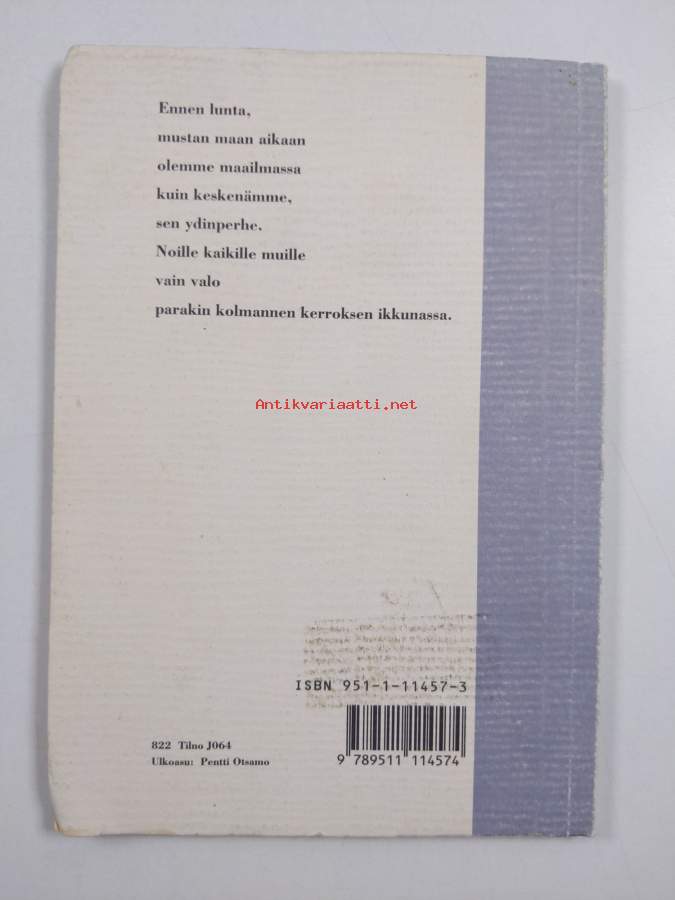 Ennen lunta,
mustan maan aikaan
olemme maailmassa
kuin keskenämme,
sen ydinperhe.
Noille kaikille muille
vain valo
parakin kolmannen kerroksen ikkunassa.
Antikvariaatti.net
ISBN 951-1-11457-3
822 Tilno J064
Ulkoasu: Pentti Otsamo
9 789511 114574